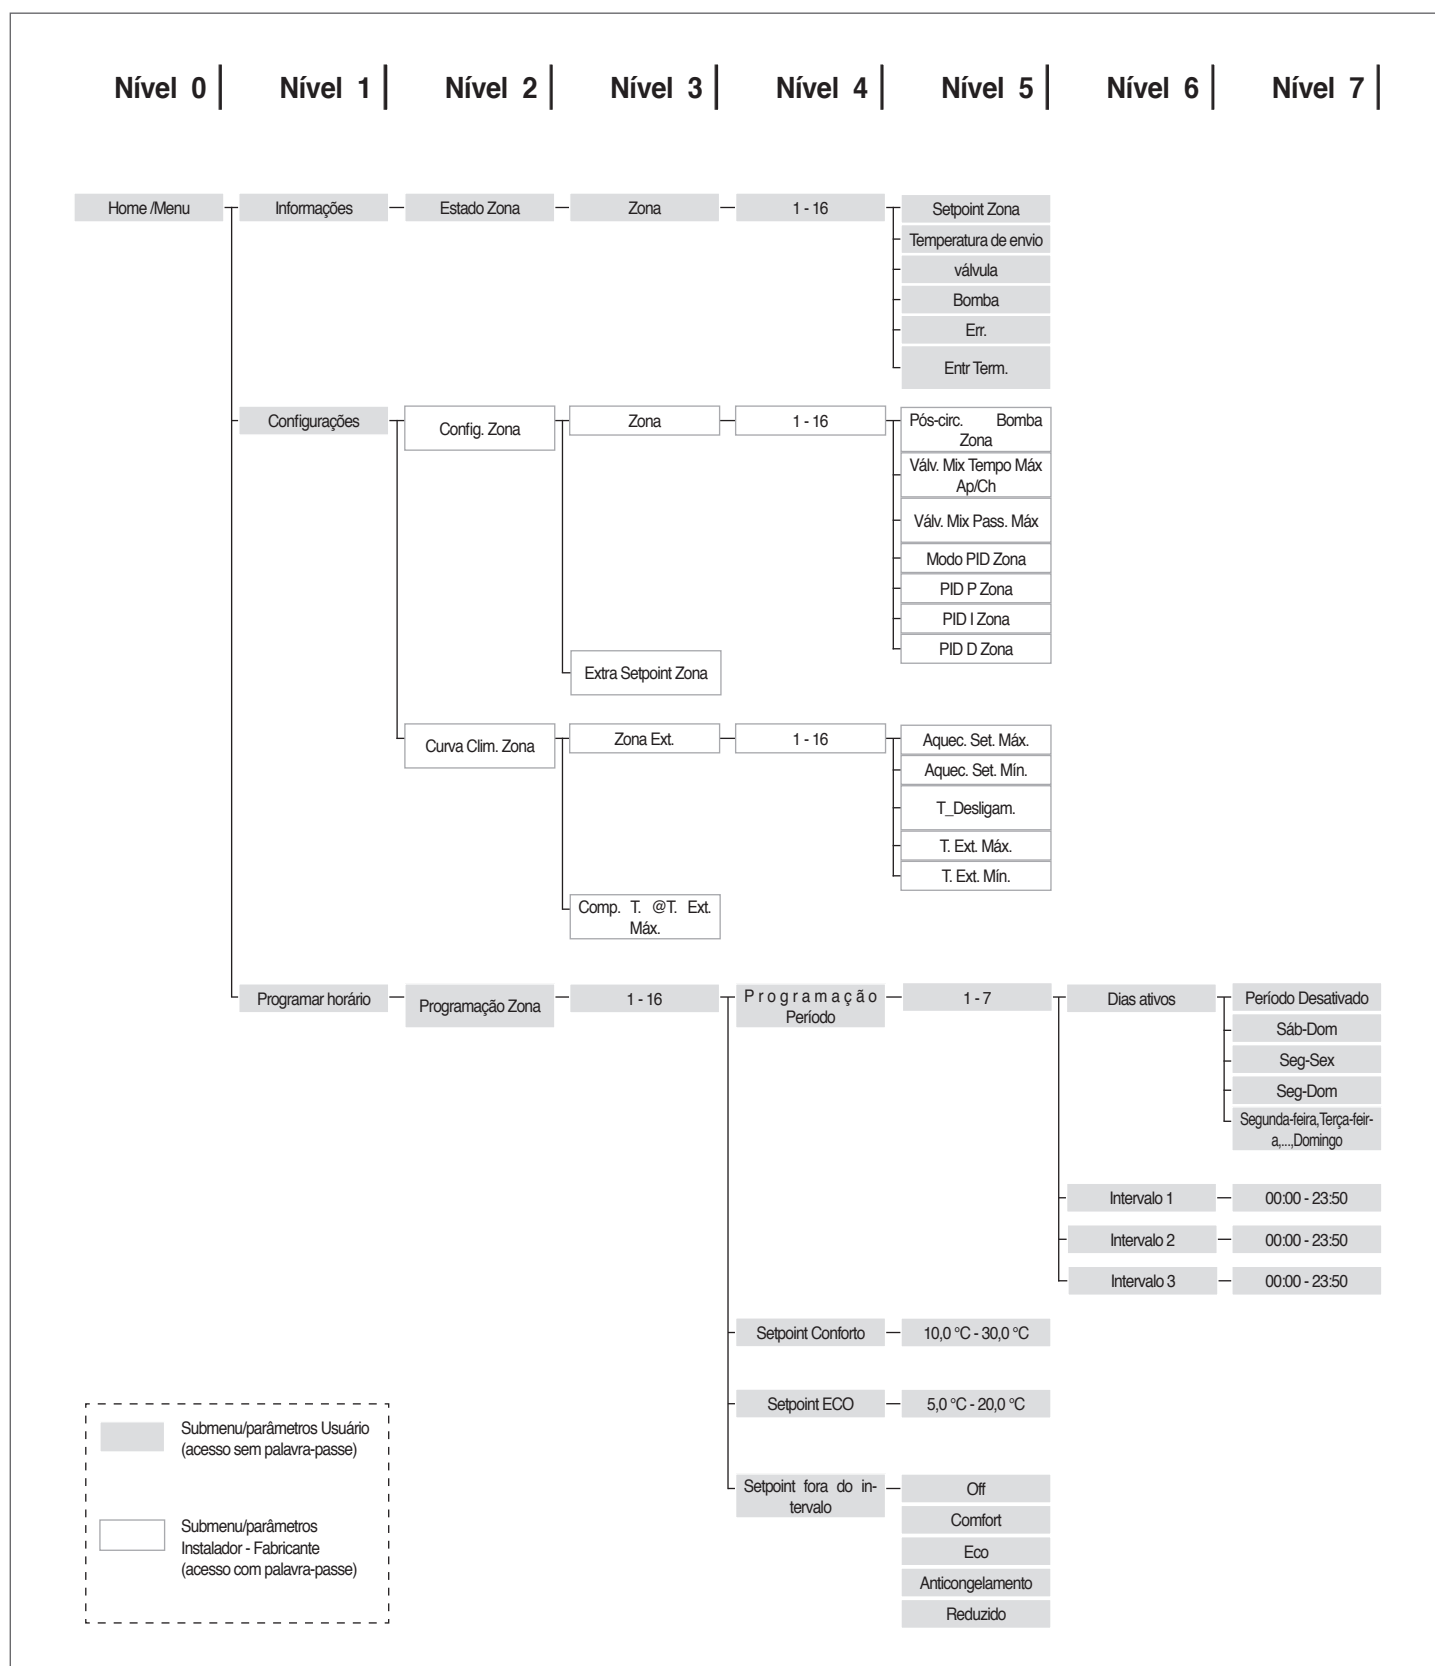 Nível 0 Nível 1 Nível 2 Nível 3 Nível 4 Nível 5 Nível 6 Nível 7
Home /Menu Informações Estado Zona Zona 1 - 16 Setpoint Zona
Temperatura de envio
válvula
Bomba
Err.
Entr Term.
Configurações Config. Zona Zona 1 - 16 Pós-circ. Bomba
Zona
Válv. Mix Tempo Máx
Ap/Ch
Válv. Mix Pass. Máx
Modo PID Zona
PID P Zona
PID I Zona
PID D Zona
Extra Setpoint Zona
Curva Clim. Zona Zona Ext. 1 - 16 Aquec. Set. Máx.
Aquec. Set. Mín.
T_Desligam.
T. Ext. Máx.
T. Ext. Mín.
Comp. T. @T. Ext.
Máx.
Programar horário Programação Zona 1 - 16 Programação
Período 1 - 7 Dias ativos Período Desativado
Sáb-Dom
Seg-Sex
Seg-Dom
Segunda-feira,Terça-feir-
a,...,Domingo
Intervalo 1 00:00 - 23:50
Intervalo 2 00:00 - 23:50
Intervalo 3 00:00 - 23:50
Setpoint Conforto 10,0 °C - 30,0 °C
Setpoint ECO 5,0 °C - 20,0 °C
Setpoint fora do in-
tervalo Off
Comfort
Eco
Anticongelamento
Reduzido
Submenu/parâmetros Usuário
(acesso sem palavra-passe)
Submenu/parâmetros
Instalador - Fabricante
(acesso com palavra-passe)